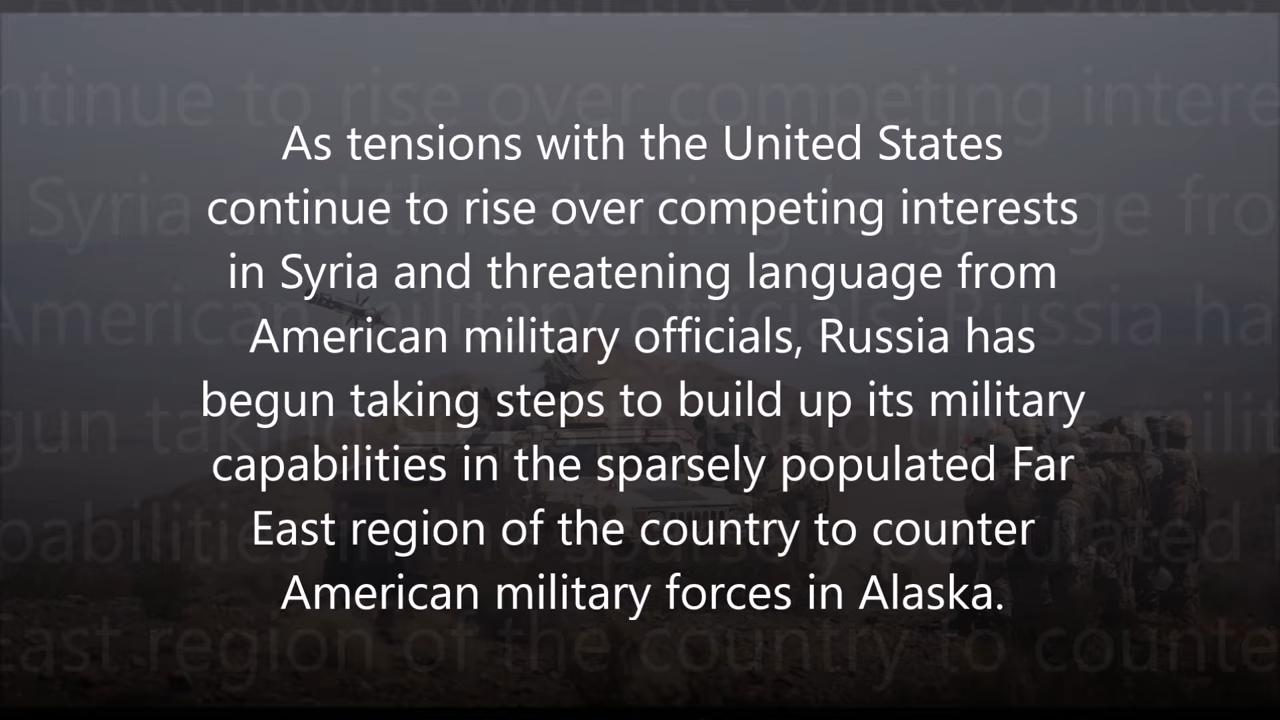 As tensions with the United States
continue to rise over competing interests
in Syria and threatening language from
American military officials, Russia has
begun taking steps to build up its military
capabilities in the sparsely populated Far
East region of the country to counter
American military forces in Alaska.